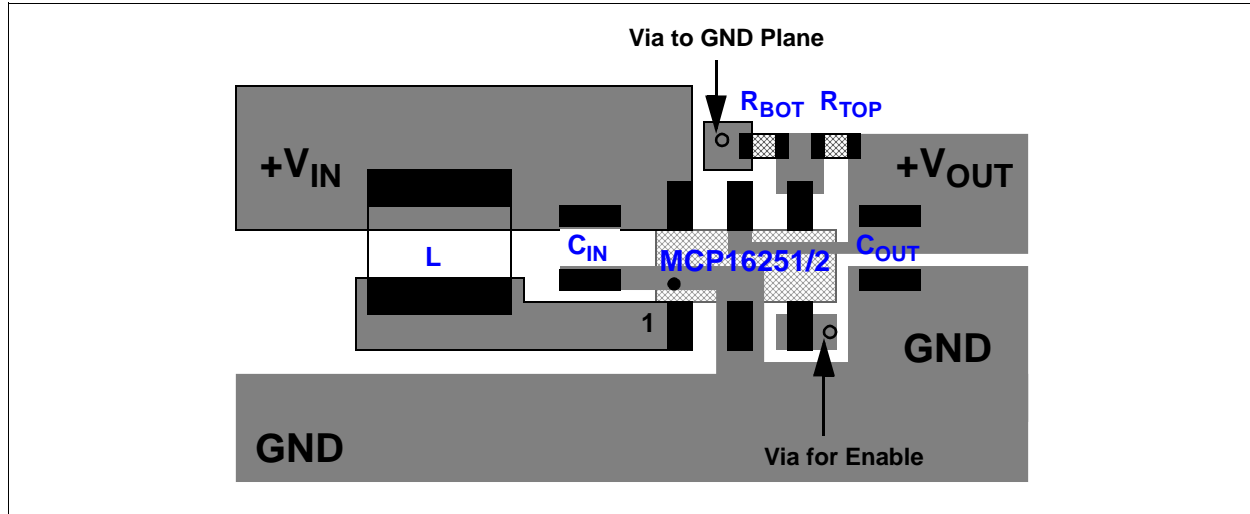 Via to GND Plane
RBOT RTOP
+VIN
+VOUT
L
CIN
MCP16251/2
COUT
1
GND
GND
Via for Enable